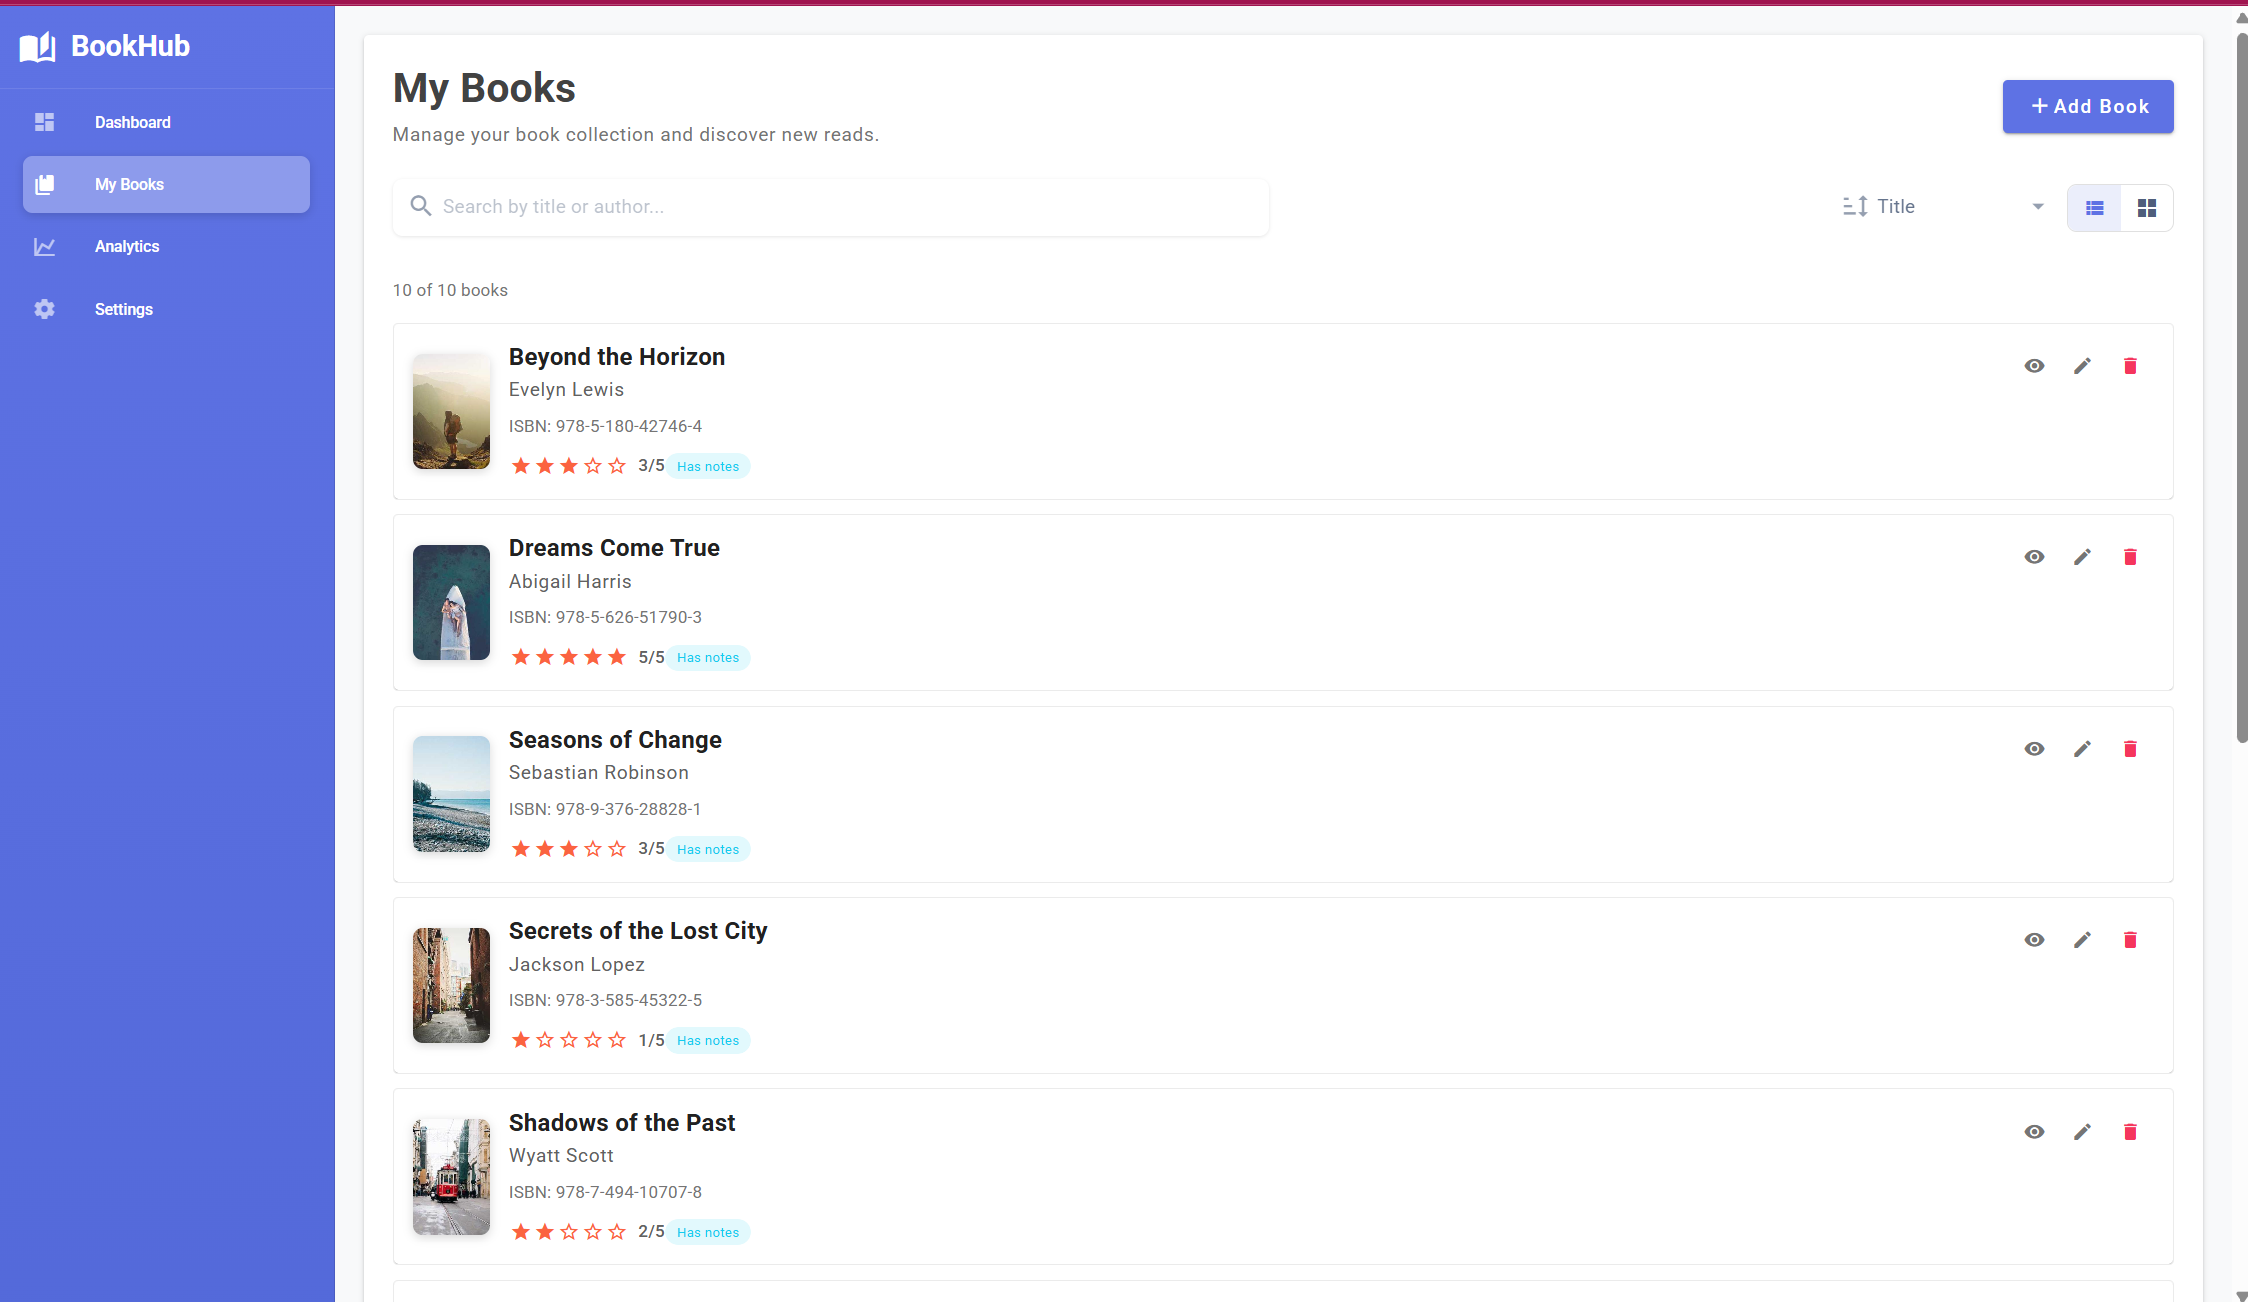 BookHub
Dashboard
My Books
Analytics
Settings
My Books
Manage your book collection and discover new reads.
+ Add Book
Search by title or author...
Title
10 of 10 books
Beyond the Horizon
Evelyn Lewis
ISBN: 978-5-180-42746-4
3/5 Has notes
Dreams Come True
Abigail Harris
ISBN: 978-5-626-51790-3
5/5 Has notes
Seasons of Change
Sebastian Robinson
ISBN: 978-9-376-28828-1
3/5 Has notes
Secrets of the Lost City
Jackson Lopez
ISBN: 978-3-585-45322-5
1/5 Has notes
Shadows of the Past
Wyatt Scott
ISBN: 978-7-494-10707-8
2/5 Has notes